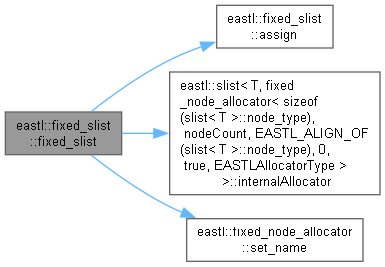 eastl::fixed_slist
::fixed_slist
eastl::fixed_slist
::assign
eastl::slist< T, fixed
_node_allocator< sizeof
(slist< T >::node_type),
nodeCount, EASTL_ALIGN_OF
(slist< T >::node_type), 0,
true, EASTLAllocatorType >
>::internalAllocator
eastl::fixed_node_allocator
::set_name